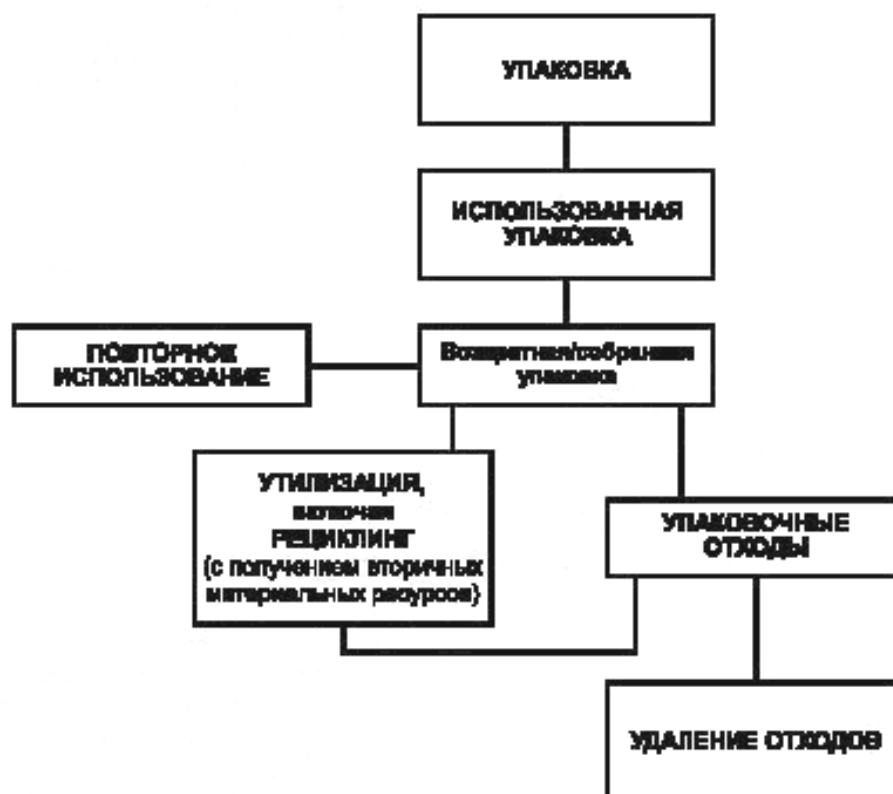 УПАКОВКА
ИСПОЛЬЗОВАННАЯ
УПАКОВКА
ПОВТОРНОЕ
ИСПОЛЬЗОВАНИЕ
Возвратная/собранная
упаковка
УТИЛИЗАЦИЯ,
включая
РЕЦИКЛИНГ
(с получением вторичных
материальных ресурсов)
УПАКОВОЧНЫЕ
ОТХОДЫ
УДАЛЕНИЕ ОТХОДОВ